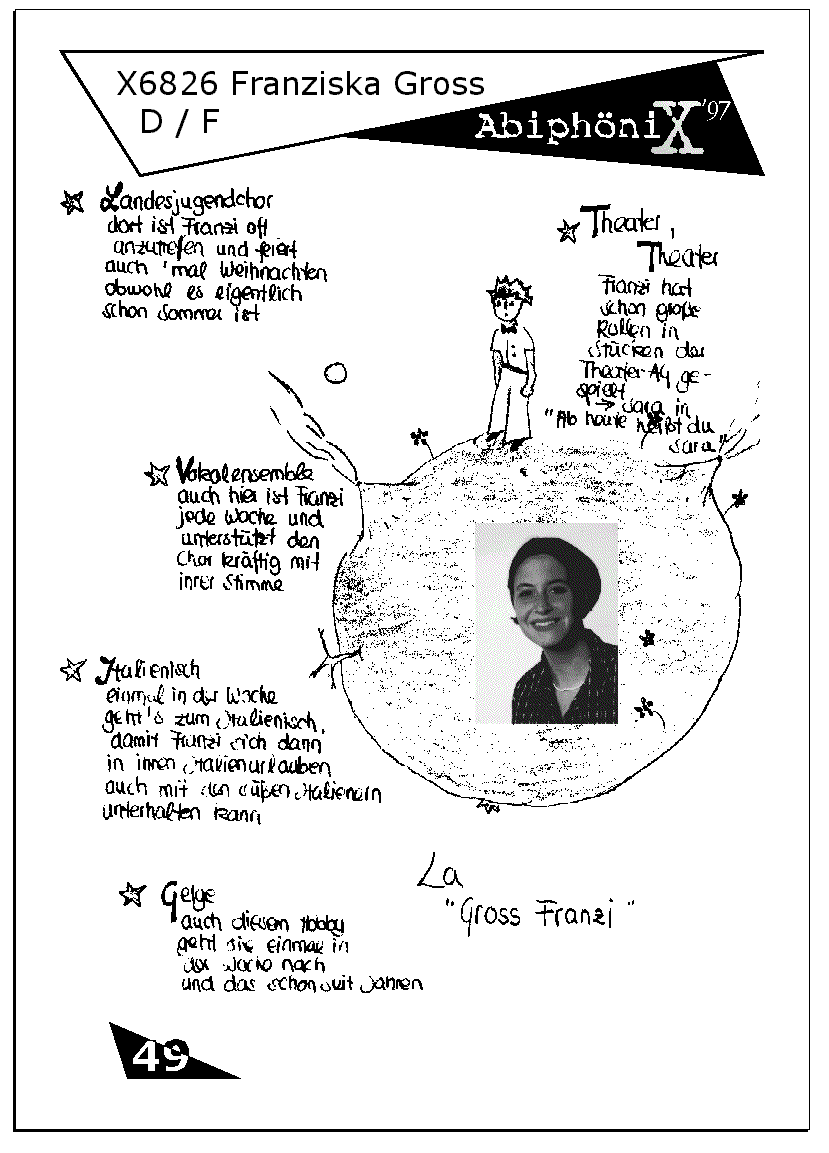 X6826 Franziska Gross
D / F
AbiphöniX '97
Landesjugendchor
dort ist Franzi oft
anzutreffen und feiert
auch 'mal Weihnachten
obwohl es eigentlich
schon Sommer ist
Theater,
Theater
Franzi hat
schon große
Rollen in
Stücken der
Theater-AG ge-
spielt
→ Sara in
"Ab heute heißt du
Sara"
Vokalensemble
auch hier ist Franzi
jede Woche und
unterstützt den
Chor kräftig mit
ihrer Stimme
Italienisch
einmal in der Woche
geht's zum Italienisch,
damit Franzi sich dann
in ihren Italienurlauben
auch mit den süßen Italienern
unterhalten kann
Geige
auch diesem Hobby
geht sie einmal in
der Woche nach
und das schon seit Jahren
La
"Gross Franzi"
49